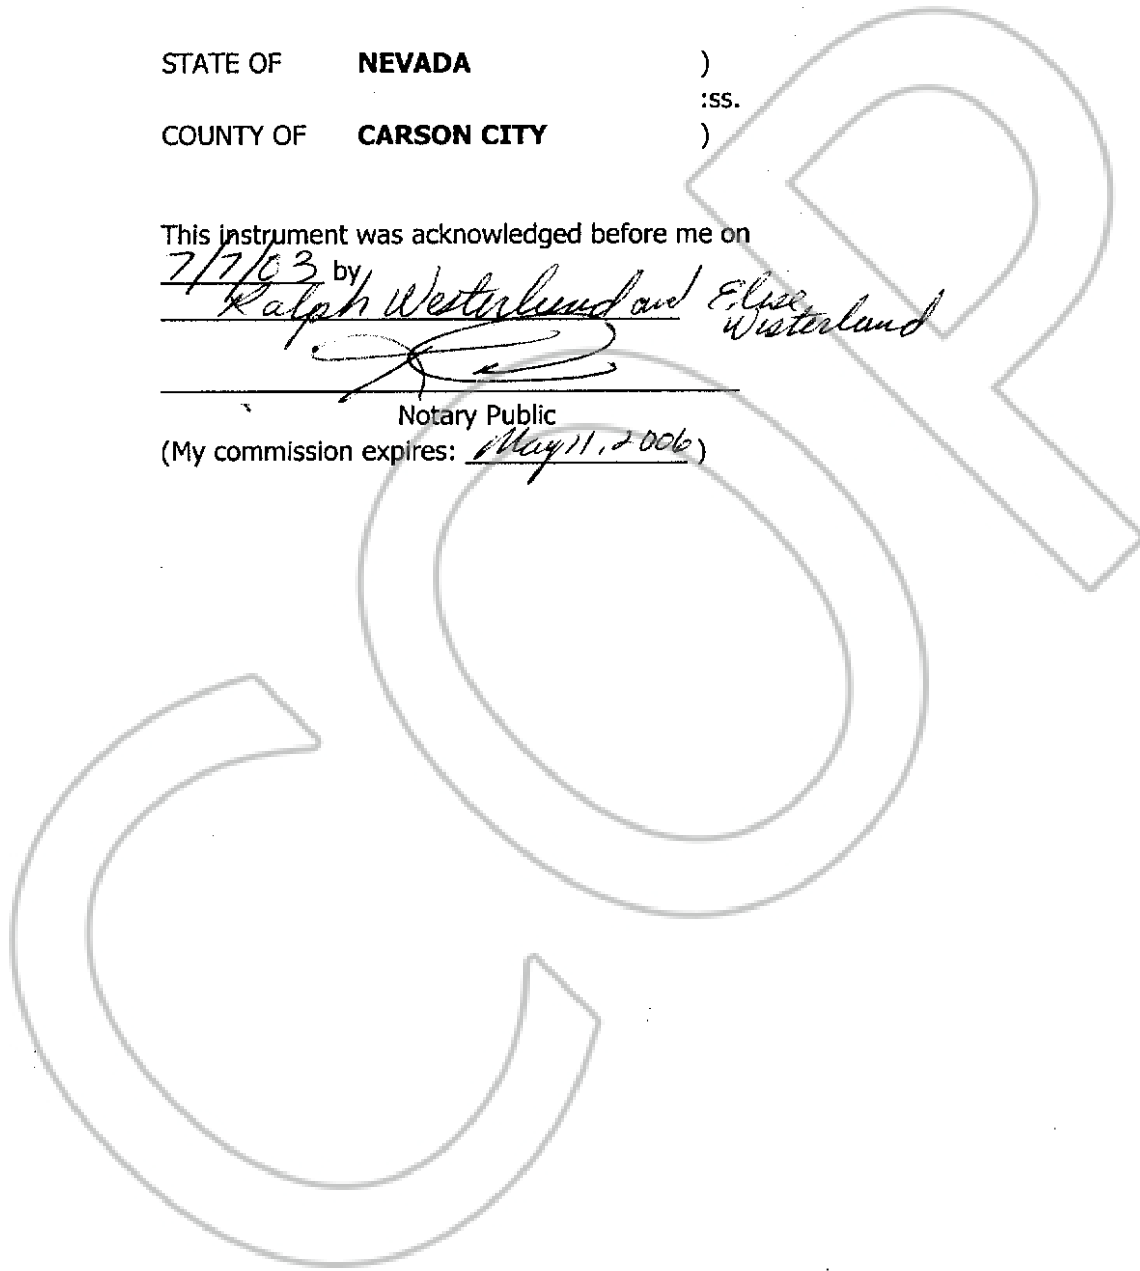 STATE OF NEVADA )
:ss.
COUNTY OF CARSON CITY )
This instrument was acknowledged before me on
7/7/03 by
Ralph Westerlund and Elise
Westerlund
Notary Public
(My commission expires: May 11, 2006)
COP